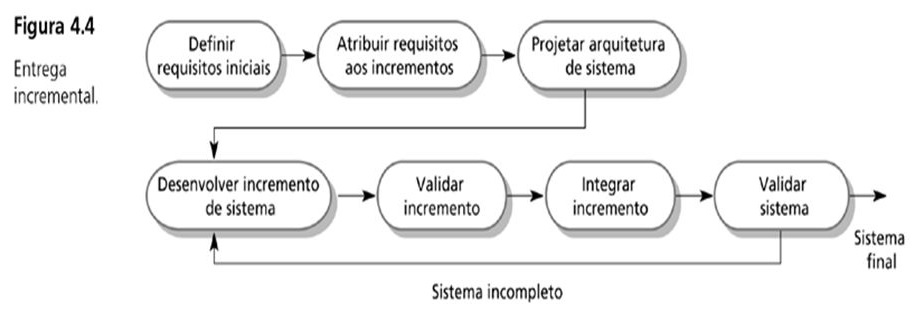 Figura 4.4
Entrega
incremental.
Definir
requisitos iniciais
Atribuir requisitos
aos incrementos
Projetar arquitetura
de sistema
Desenvolver incremento
de sistema
Validar
incremento
Integrar
incremento
Validar
sistema
Sistema
final
Sistema incompleto